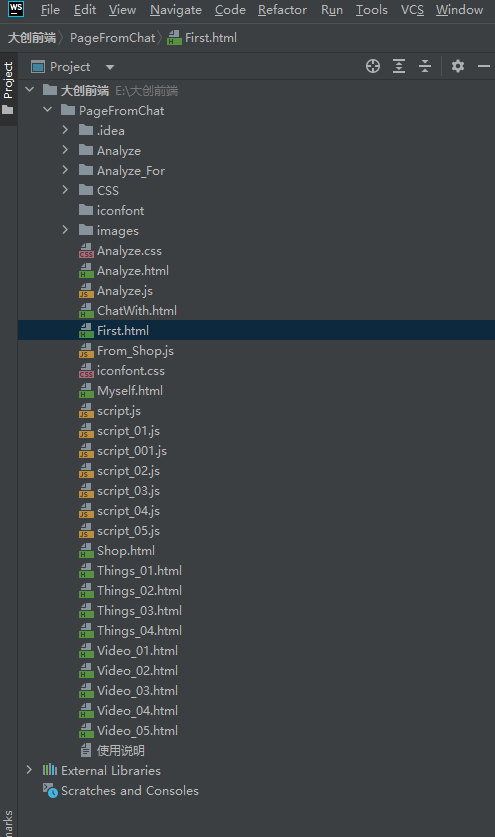 WS File Edit View Navigate Code Refactor Run Tools VCS Window
大创前端 PageFromChat First.html
Project
Project
大创前端 E:\大创前端
PageFromChat
.idea
Analyze
Analyze_For
CSS
iconfont
images
Analyze.css
Analyze.html
Analyze.js
ChatWith.html
First.html
From_Shop.js
iconfont.css
Myself.html
script.js
script_01.js
script_001.js
script_02.js
script_03.js
script_04.js
script_05.js
Shop.html
Things_01.html
Things_02.html
Things_03.html
Things_04.html
Video_01.html
Video_02.html
Video_03.html
Video_04.html
Video_05.html
使用说明
External Libraries
Scratches and Consoles
marks